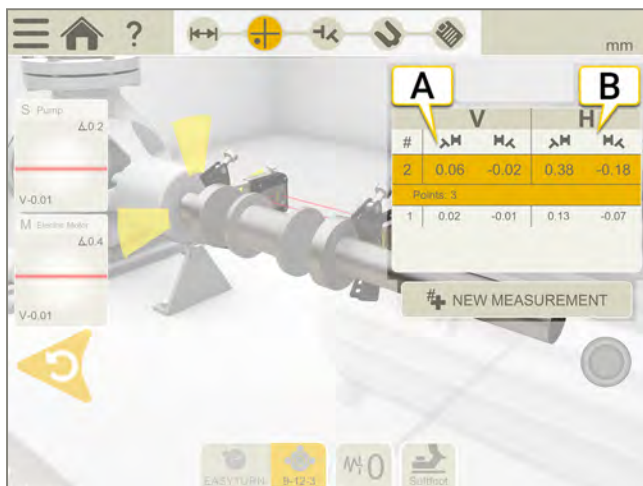 ?
mm
S Pump
∡0.2
V-0.01
M Electric Motor
∡0.4
V-0.01
A
B
V H
#
2 0.06 -0.02 0.38 -0.18
Points: 3
1 0.02 -0.01 0.13 -0.07
# NEW MEASUREMENT
EASYTURN
9-12-3
0
Softfoot